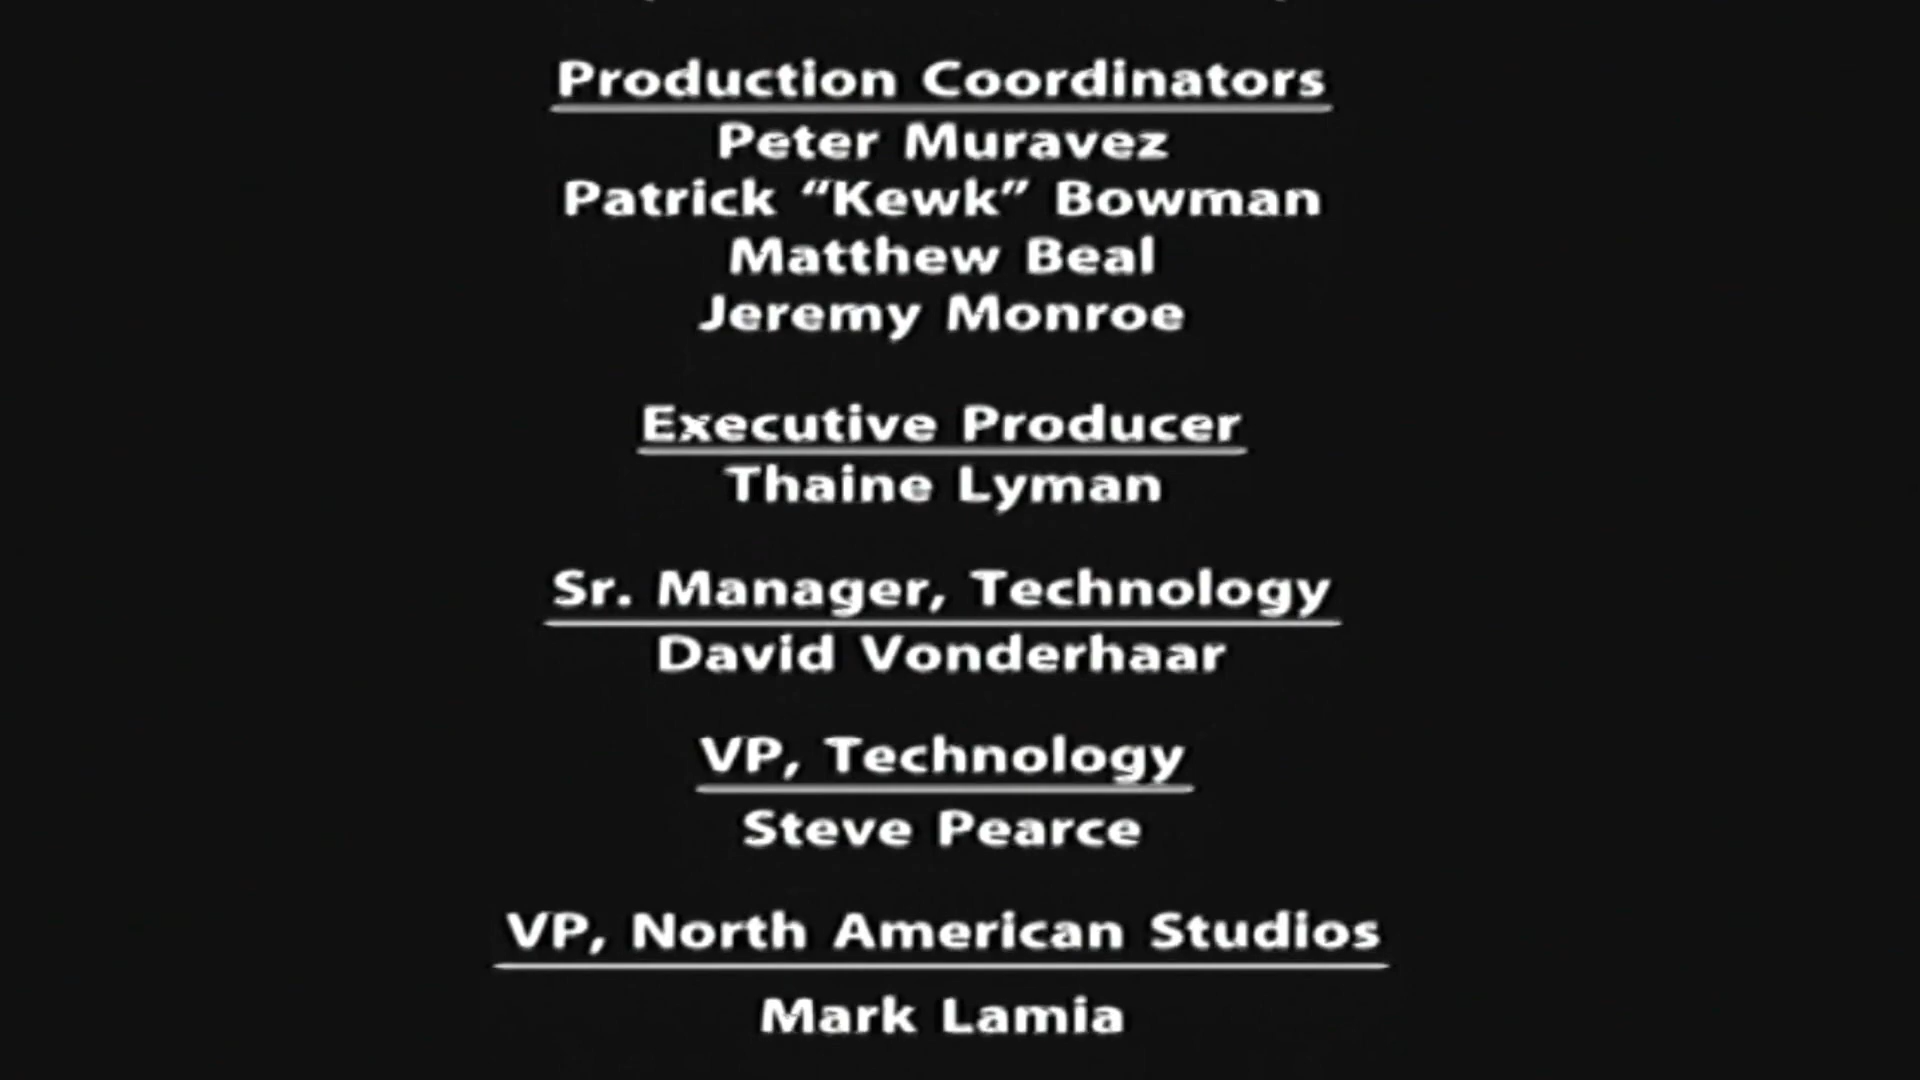 Production Coordinators
Peter Muravez
Patrick “Kewk” Bowman
Matthew Beal
Jeremy Monroe
Executive Producer
Thaine Lyman
Sr. Manager, Technology
David Vonderhaar
VP, Technology
Steve Pearce
VP, North American Studios
Mark Lamia